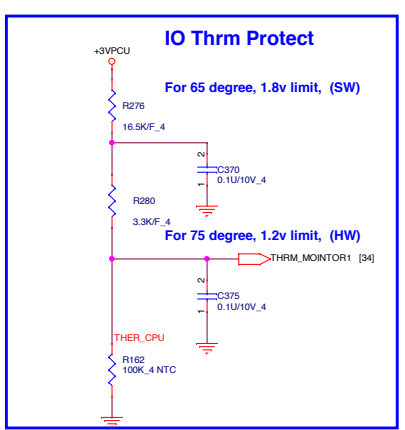 IO Thrm Protect
+3VPCU
For 65 degree, 1.8v limit, (SW)
R276
16.5K/F_4
2
C370
0.1U/10V_4
1
R280
3.3K/F_4
For 75 degree, 1.2v limit, (HW)
THRM_MOINTOR1 [34]
2
C375
0.1U/10V_4
1
THER_CPU
R162
100K_4 NTC